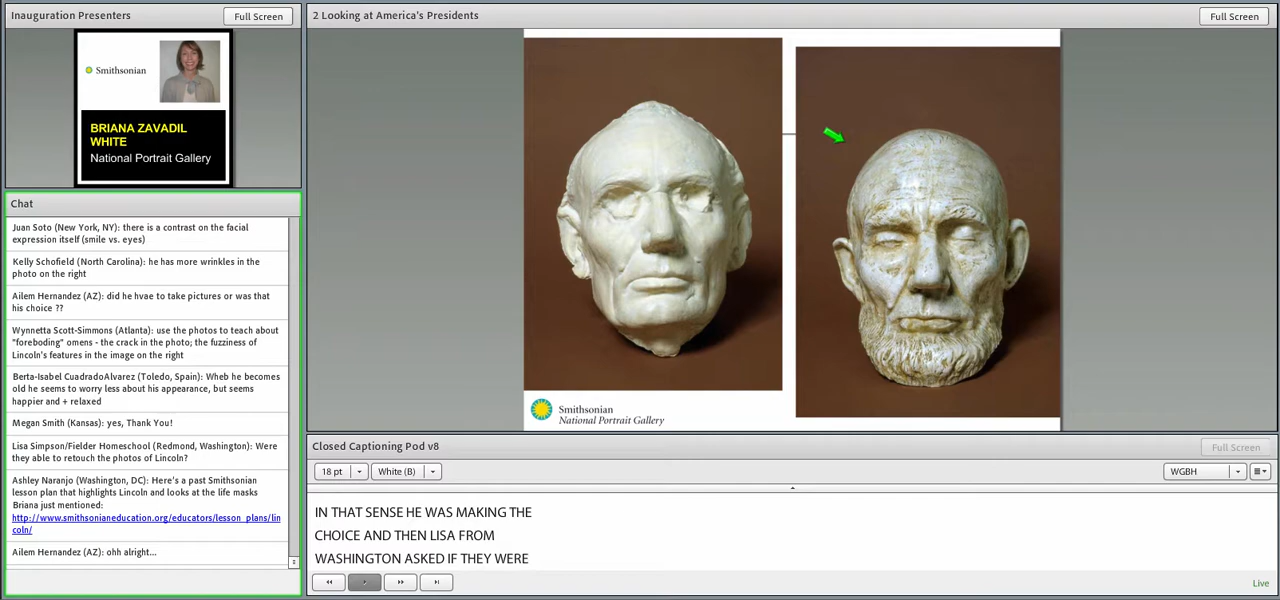 Inauguration Presenters
Full Screen
Smithsonian
BRIANA ZAVADIL
WHITE
National Portrait Gallery
Chat
Juan Soto (New York, NY): there is a contrast on the facial
expression itself (smile vs. eyes)
Kelly Schofield (North Carolina): he has more wrinkles in the
photo on the right
Ailem Hernandez (AZ): did he hvae to take pictures or was that
his choice ??
Wynnetta Scott-Simmons (Atlanta): use the photos to teach about
"foreboding" omens - the crack in the photo; the fuzziness of
Lincoln's features in the image on the right
Berta-Isabel CuadradoAlvarez (Toledo, Spain): Wheb he becomes
old he seems to worry less about his appearance, but seems
happier and + relaxed
Megan Smith (Kansas): yes, Thank You!
Lisa Simpson/Fielder Homeschool (Redmond, Washington): Were
they able to retouch the photos of Lincoln?
Ashley Naranjo (Washington, DC): Here's a past Smithsonian
lesson plan that highlights Lincoln and looks at the life masks
Briana just mentioned:
http://www.smithsonianeducation.org/educators/lesson_plans/lin
coln/
Ailem Hernandez (AZ): ohh alright...
2 Looking at America's Presidents
Full Screen
Smithsonian
National Portrait Gallery
Closed Captioning Pod v8
Full Screen
18 pt
White (B)
WGBH
IN THAT SENSE HE WAS MAKING THE
CHOICE AND THEN LISA FROM
WASHINGTON ASKED IF THEY WERE
Live